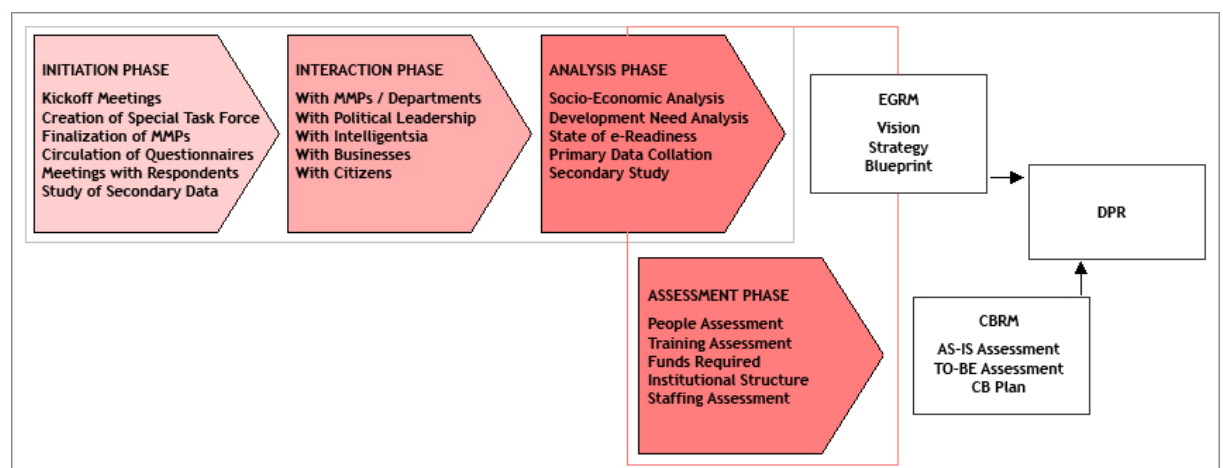 INITIATION PHASE
Kickoff Meetings
Creation of Special Task Force
Finalization of MMPs
Circulation of Questionnaires
Meetings with Respondents
Study of Secondary Data
INTERACTION PHASE
With MMPs / Departments
With Political Leadership
With Intelligentsia
With Businesses
With Citizens
ANALYSIS PHASE
Socio-Economic Analysis
Development Need Analysis
State of e-Readiness
Primary Data Collation
Secondary Study
EGRM
Vision
Strategy
Blueprint
DPR
ASSESSMENT PHASE
People Assessment
Training Assessment
Funds Required
Institutional Structure
Staffing Assessment
CBRM
AS-IS Assessment
TO-BE Assessment
CB Plan